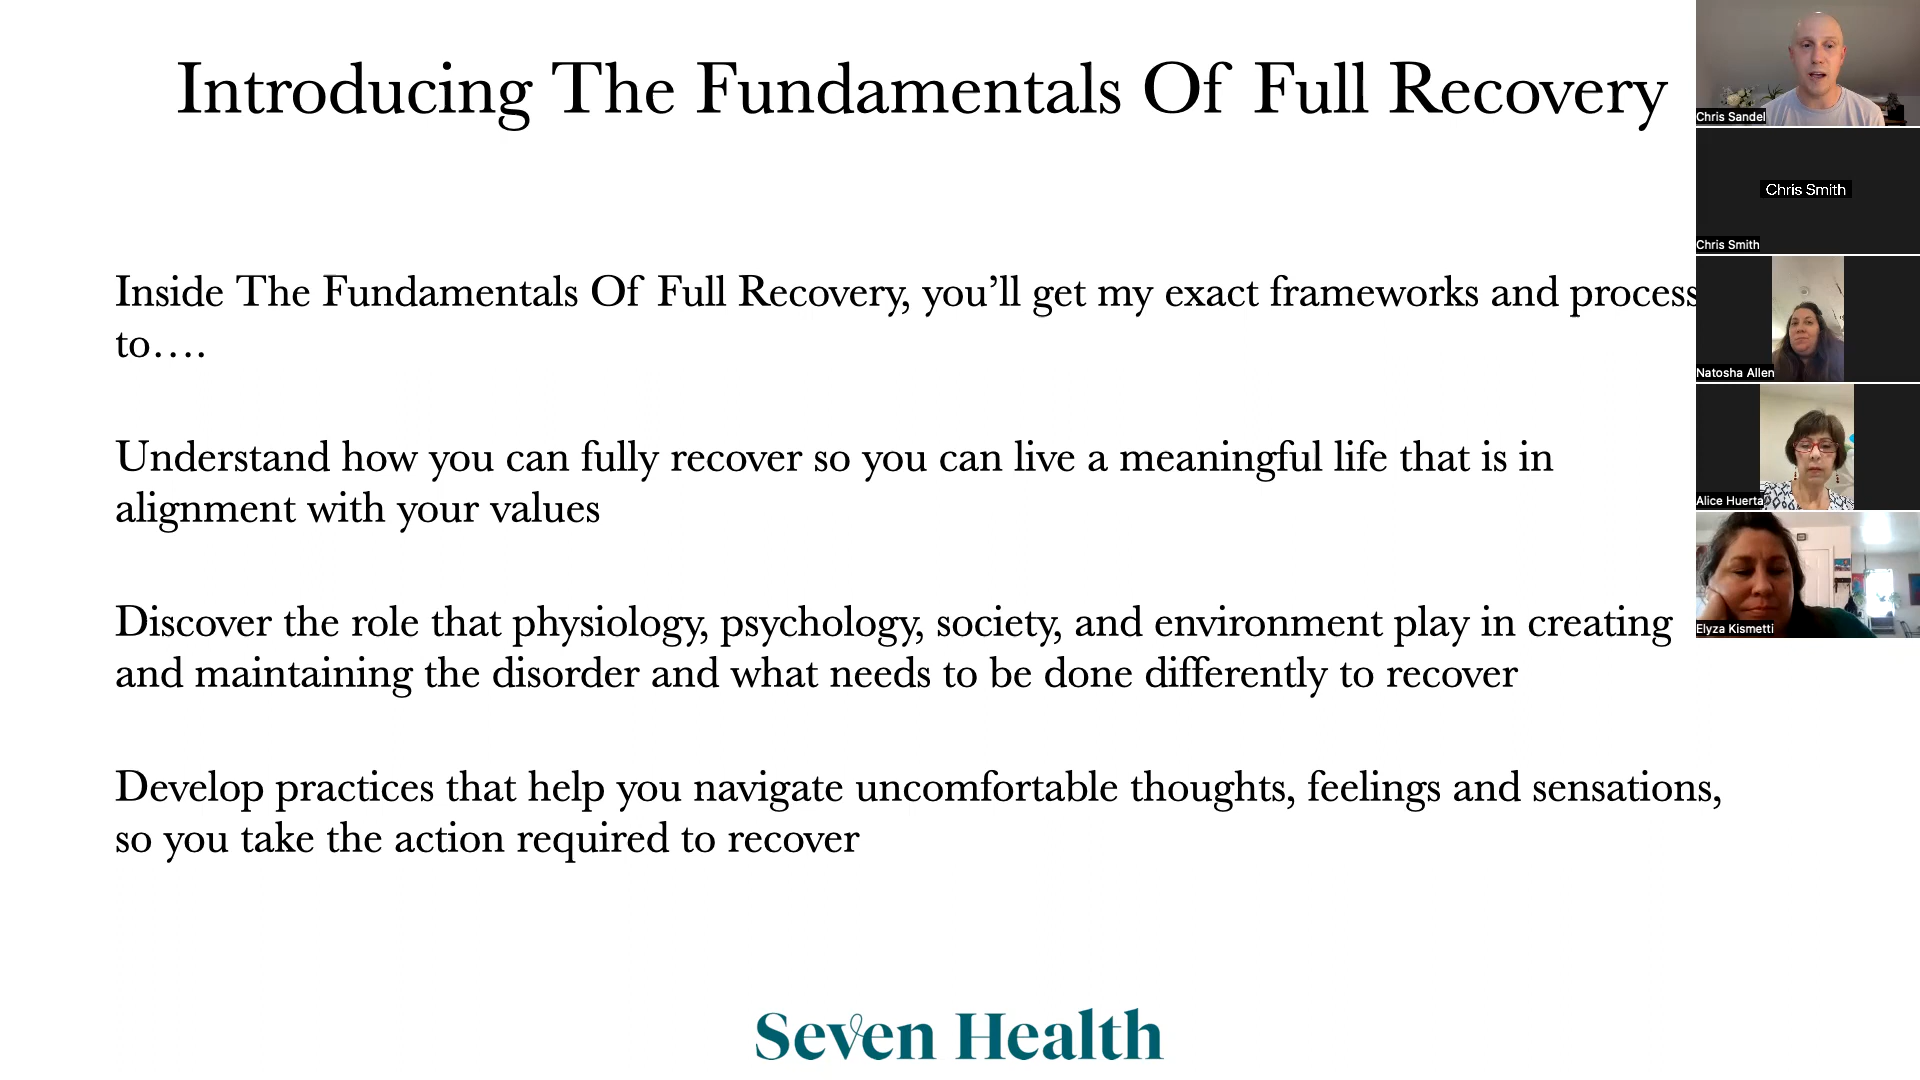 Introducing The Fundamentals Of Full Recovery
Inside The Fundamentals Of Full Recovery, you’ll get my exact frameworks and process
to….
Understand how you can fully recover so you can live a meaningful life that is in
alignment with your values
Discover the role that physiology, psychology, society, and environment play in creating
and maintaining the disorder and what needs to be done differently to recover
Develop practices that help you navigate uncomfortable thoughts, feelings and sensations,
so you take the action required to recover
Seven Health
Chris Sandel
Chris Smith
Chris Smith
Natosha Allen
Alice Huerta
Elyza Kismetti